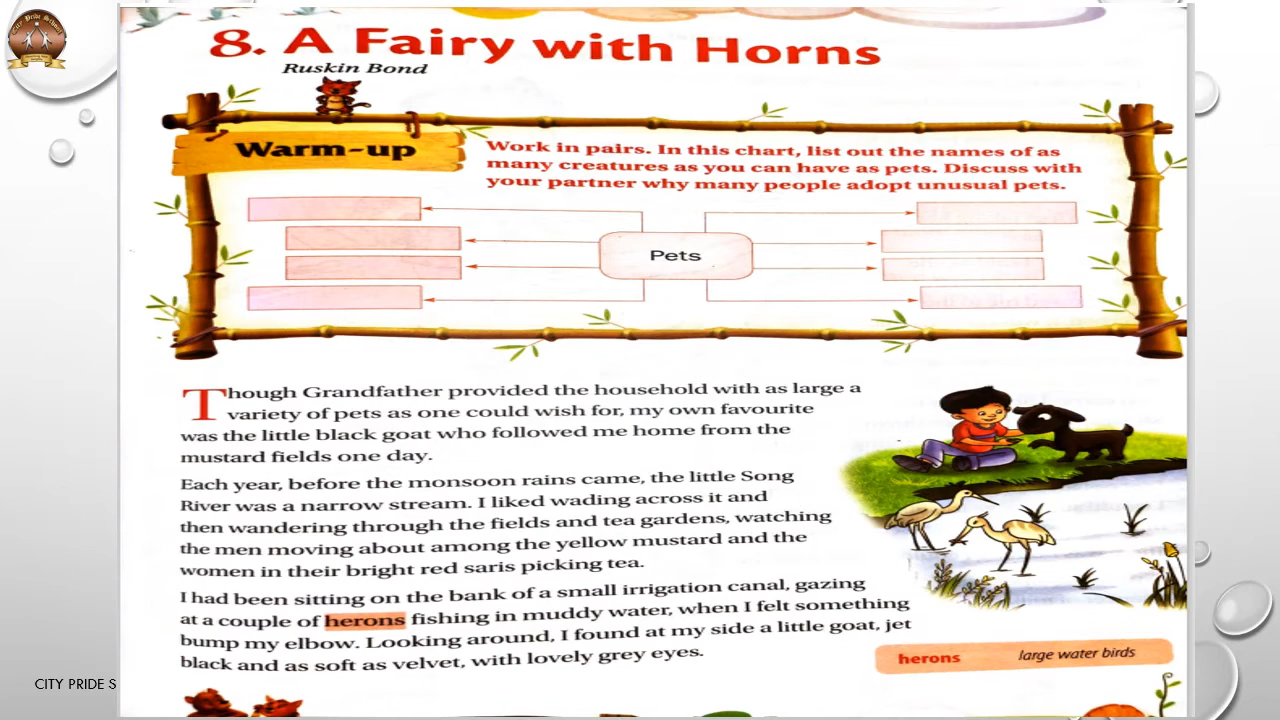 City Pride School
8. A Fairy with Horns
Ruskin Bond
Warm-up
Work in pairs. In this chart, list out the names of as
many creatures as you can have as pets. Discuss with
your partner why many people adopt unusual pets.
Pets
Though Grandfather provided the household with as large a
variety of pets as one could wish for, my own favourite
was the little black goat who followed me home from the
mustard fields one day.
Each year, before the monsoon rains came, the little Song
River was a narrow stream. I liked wading across it and
then wandering through the fields and tea gardens, watching
the men moving about among the yellow mustard and the
women in their bright red saris picking tea.
I had been sitting on the bank of a small irrigation canal, gazing
at a couple of herons fishing in muddy water, when I felt something
bump my elbow. Looking around, I found at my side a little goat, jet
black and as soft as velvet, with lovely grey eyes.
herons large water birds
CITY PRIDE S